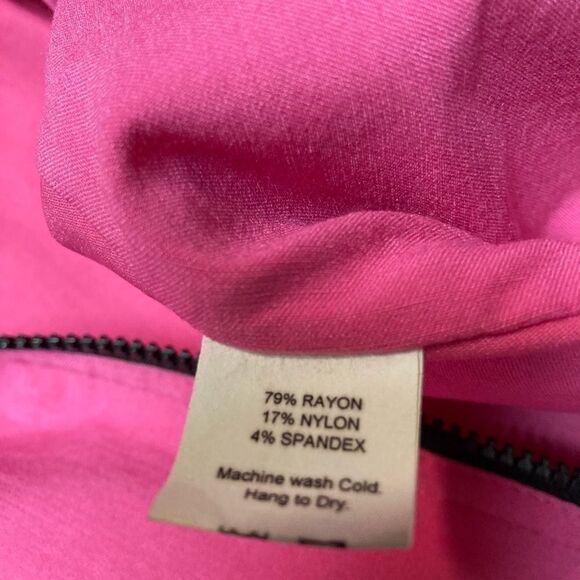 79% RAYON
17% NYLON
4% SPANDEX
Machine wash Cold.
Hang to Dry.